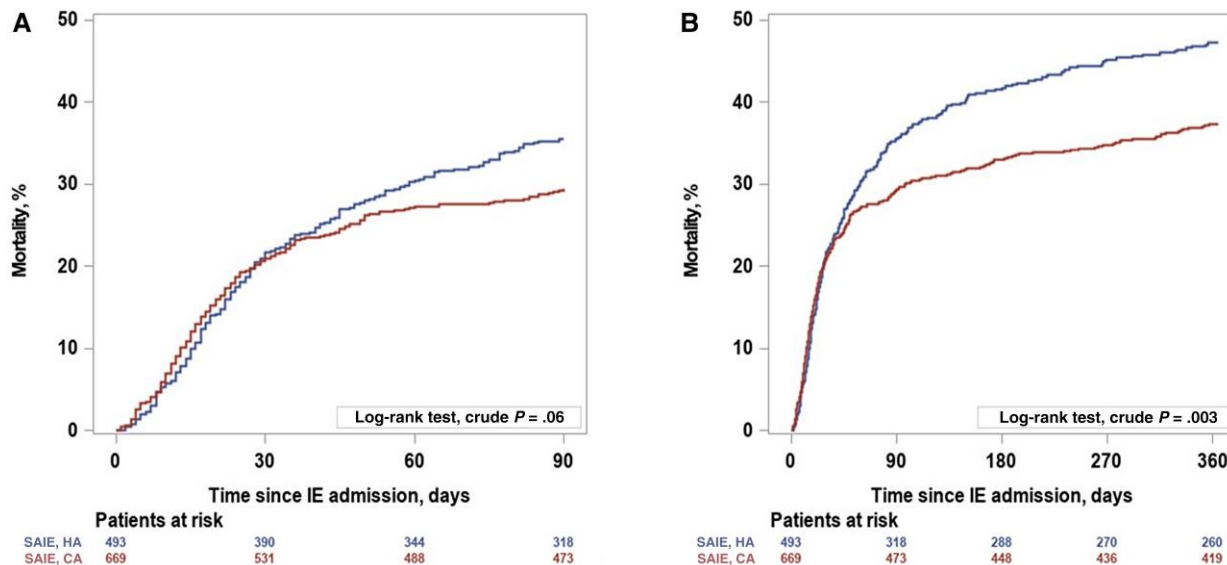 A
50
40
30
20
10
0
Mortality, %
Log-rank test, crude P = .06
0 30 60 90
Time since IE admission, days
Patients at risk
SAIE, HA 493 390 344 318
SAIE, CA 669 531 488 473
B
50
40
30
20
10
0
Mortality, %
Log-rank test, crude P = .003
0 90 180 270 360
Time since IE admission, days
Patients at risk
SAIE, HA 493 318 288 270 260
SAIE, CA 669 473 448 436 419